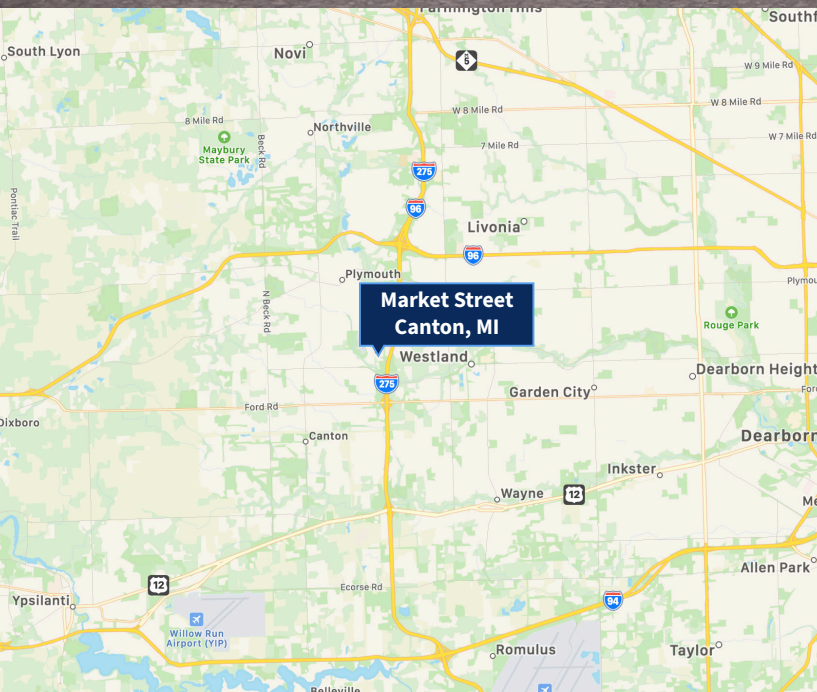 Farmington Hills
South Lyon
Novi
5
W 9 Mile Rd
8 Mile Rd
W 8 Mile Rd
W 8 Mile Rd
Northville
Maybury
State Park
Beck Rd
7 Mile Rd
W 7 Mile Rd
275
Pontiac Trail
96
Livonia
96
Plymouth
Market Street
Canton, MI
N Beck Rd
Rouge Park
Westland
Dearborn Height
275
Garden City
Ford Rd
Dixboro
Canton
Dearborn
Inkster
Wayne
12
Allen Park
12
Ecorse Rd
Ypsilanti
94
Willow Run
Airport (YIP)
Romulus
Taylor
Belleville